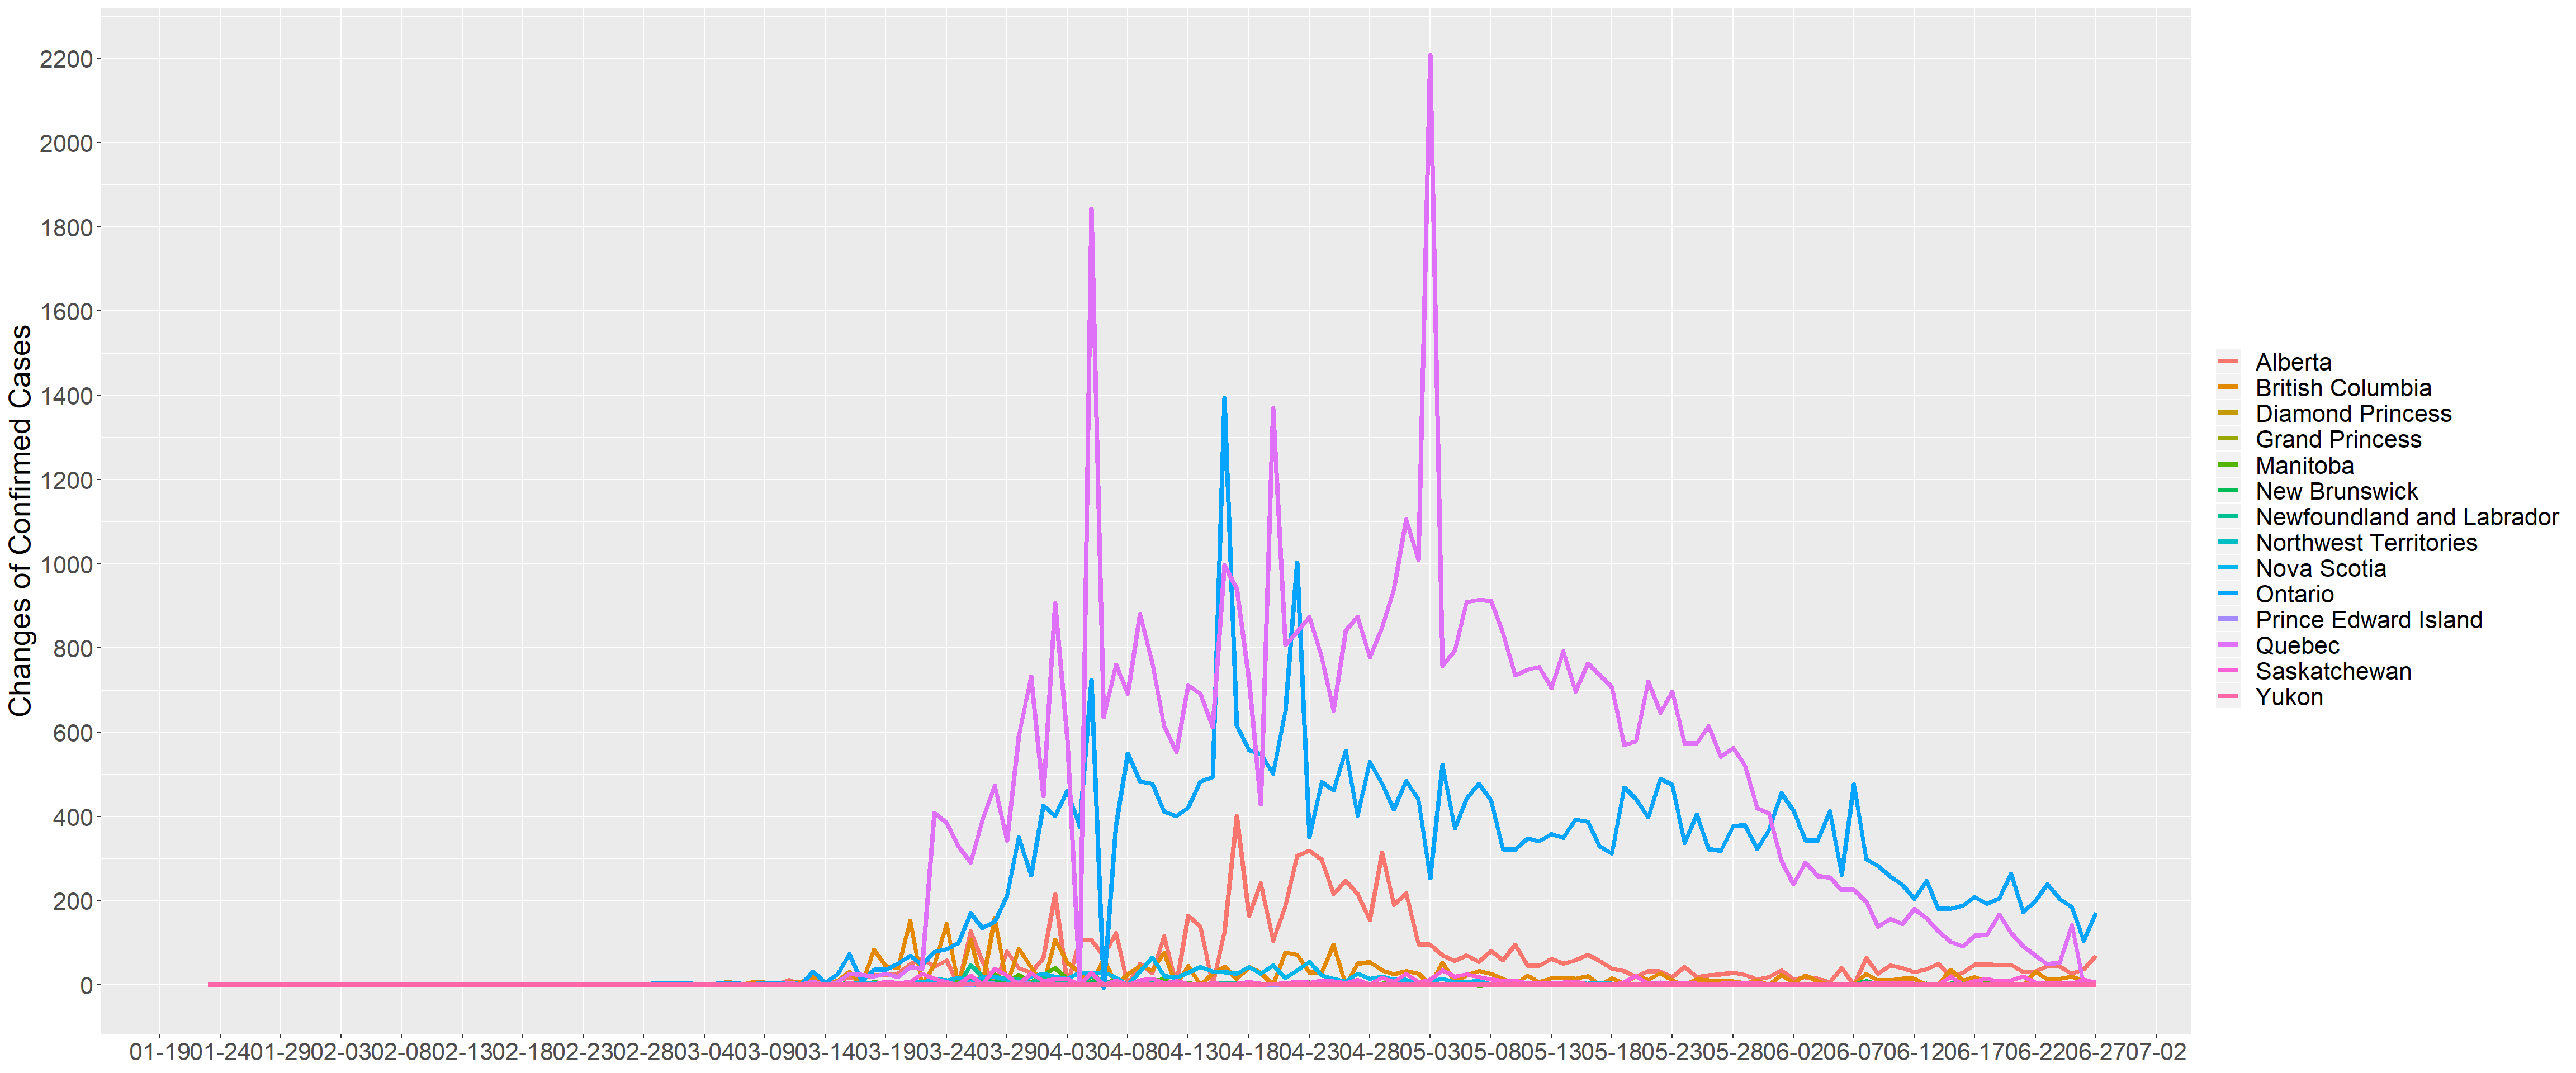 Changes of Confirmed Cases
2200
2000
1800
1600
1400
1200
1000
800
600
400
200
0
01-1901-2401-2902-0302-0802-1302-1802-2302-2803-0403-0903-1403-1903-2403-2904-0304-0804-1304-1804-2304-2805-0305-0805-1305-1805-2305-2806-0206-0706-1206-1706-2206-2707-02
Alberta
British Columbia
Diamond Princess
Grand Princess
Manitoba
New Brunswick
Newfoundland and Labrador
Northwest Territories
Nova Scotia
Ontario
Prince Edward Island
Quebec
Saskatchewan
Yukon